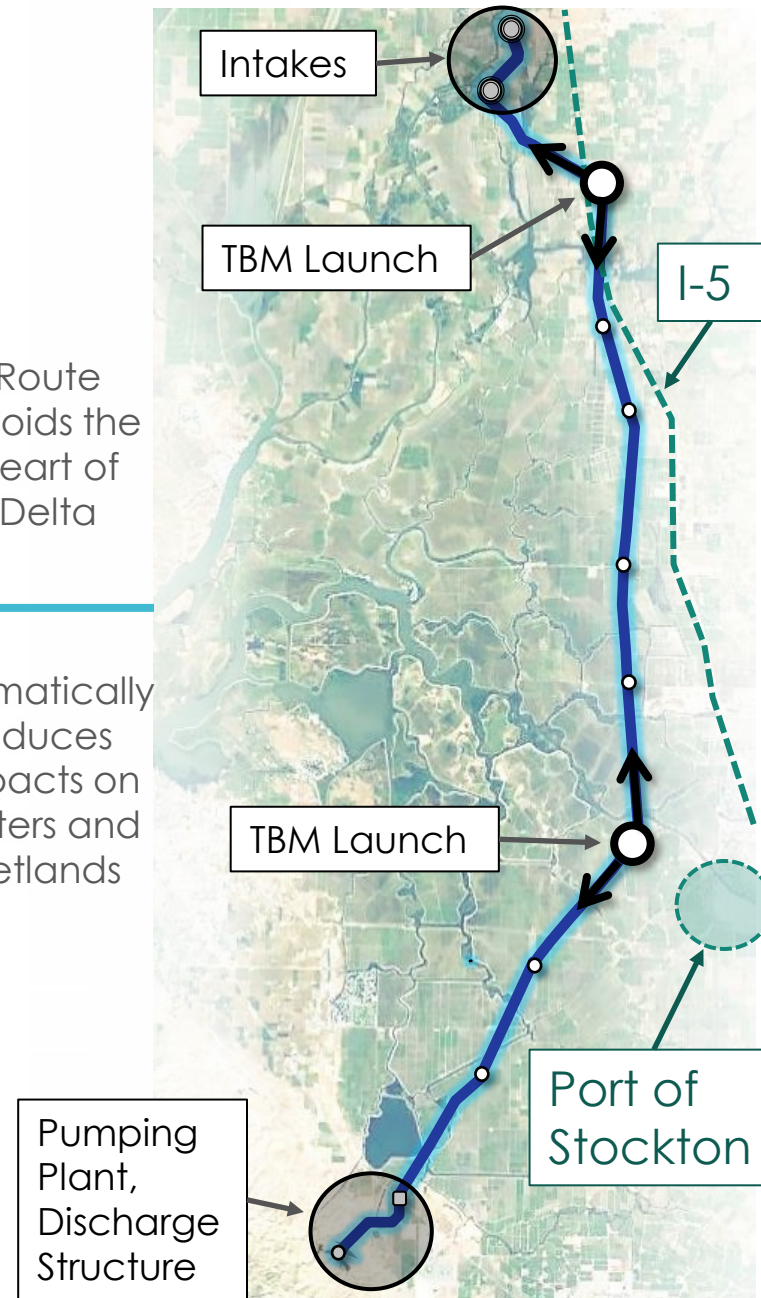 Intakes
TBM Launch
I-5
Route
oids the
eart of
Delta
matically
duces
pacts on
ters and
etlands
TBM Launch
Port of
Stockton
Pumping
Plant,
Discharge
Structure